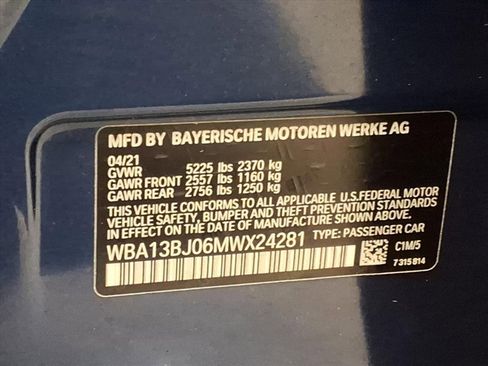 MFD BY BAYERISCHE MOTOREN WERKE AG
04/21
GVWR 5225 lbs 2370 kg
GAWR FRONT 2557 lbs 1160 kg
GAWR REAR 2756 lbs 1250 kg
THIS VEHICLE CONFORMS TO ALL APPLICABLE U.S.FEDERAL MOTOR
VEHICLE SAFETY, BUMPER AND THEFT PREVENTION STANDARDS
IN EFFECT ON THE DATE OF MANUFACTURE SHOWN ABOVE.
WBA13BJ06MWX24281 TYPE: PASSENGER CAR
C1M/5
7315814